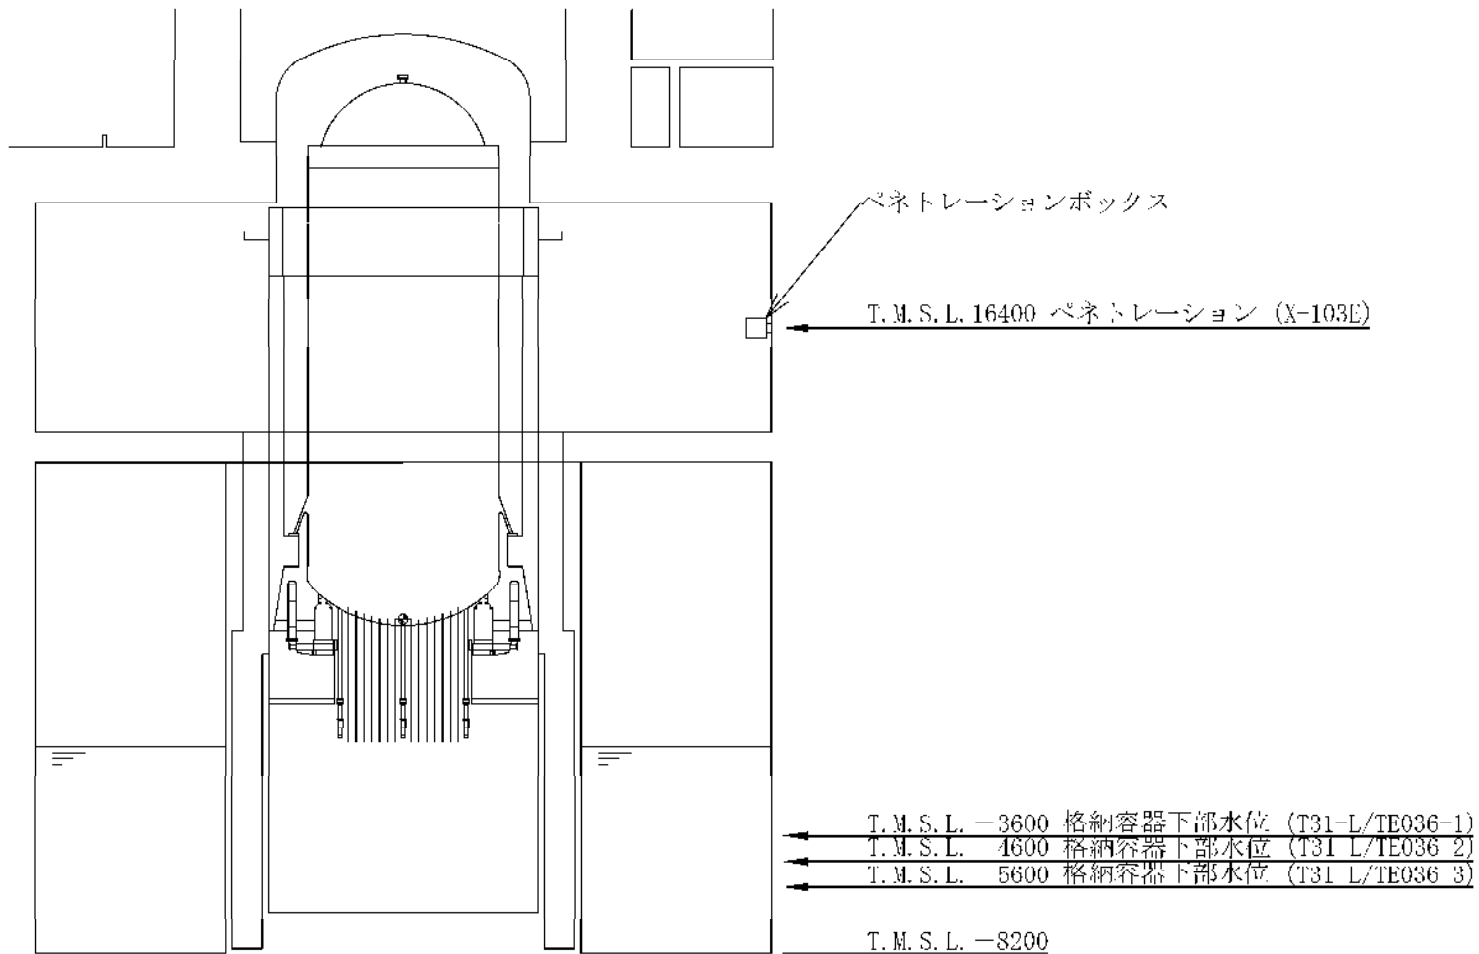 ペネトレーションボックス
T.M.S.L.16400 ペネトレーション (X-103E)
T.M.S.L. －3600 格納容器下部水位 (T31-L/TE036-1)
T.M.S.L. 4600 格納容器下部水位 (T31 L/TE036 2)
T.M.S.L. 5600 格納容器下部水位 (T31 L/TE036 3)
T.M.S.L. －8200